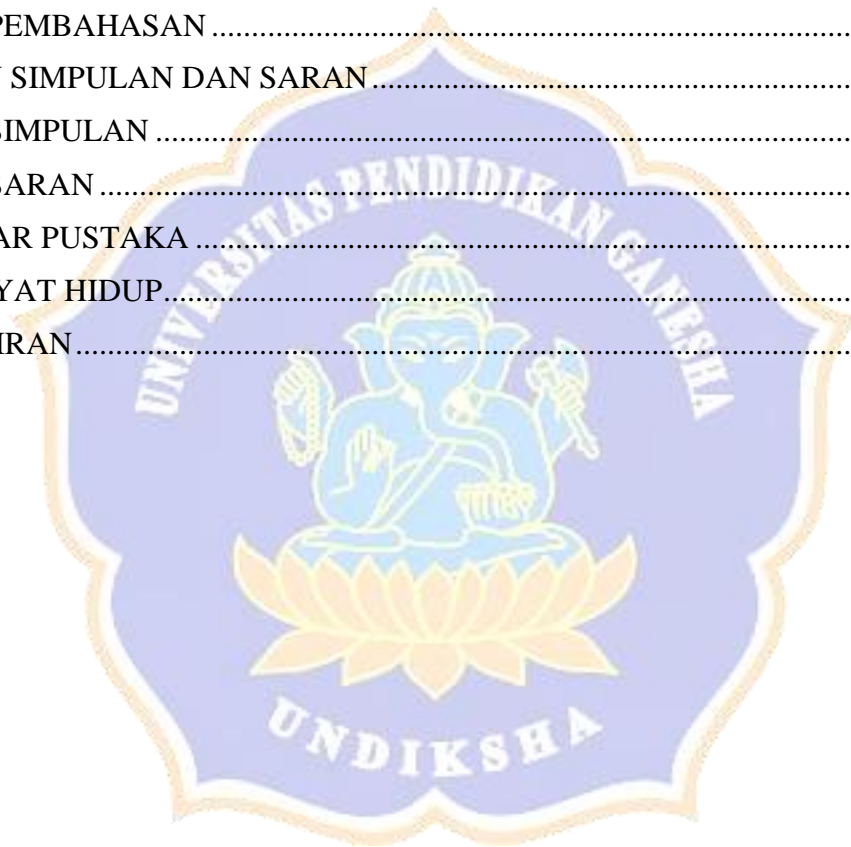 PEMBAHASAN ................................................................................
SIMPULAN DAN SARAN ............................................................
SIMPULAN .......................................................................................
SARAN ..............................................................................................
AR PUSTAKA ..................................................................................
YAT HIDUP......................................................................................
IRAN.................................................................................................
UNIVERSITAS PENDIDIKAN GANESHA
UNDIKSHA